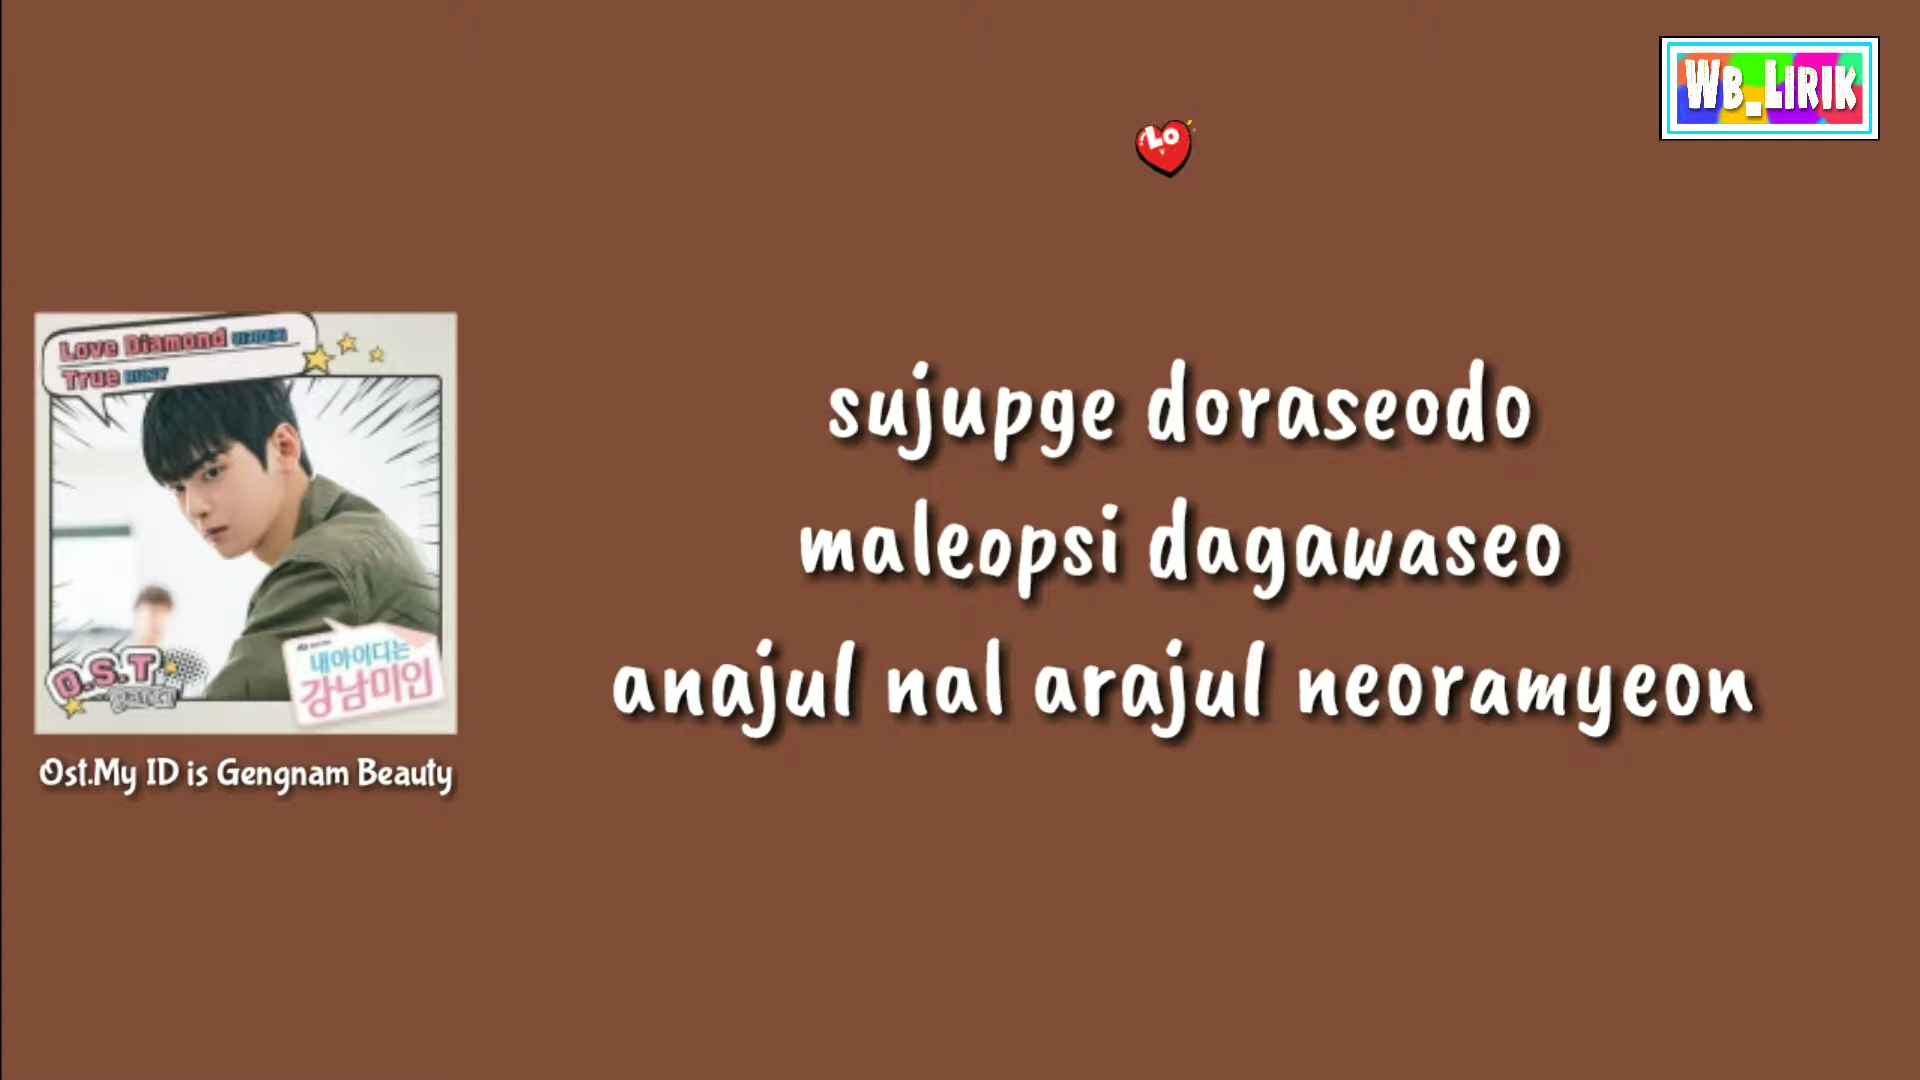 Wb_Lirik
Lo
Love Diamond
True
sujupge doraseodo
maleopsi dagawaseo
anajul nal arajul neoramyeon
O.S.T
내아이디는
강남미인
Ost.My ID is Gengnam Beauty